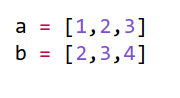 a = [1,2,3]
b = [2,3,4]